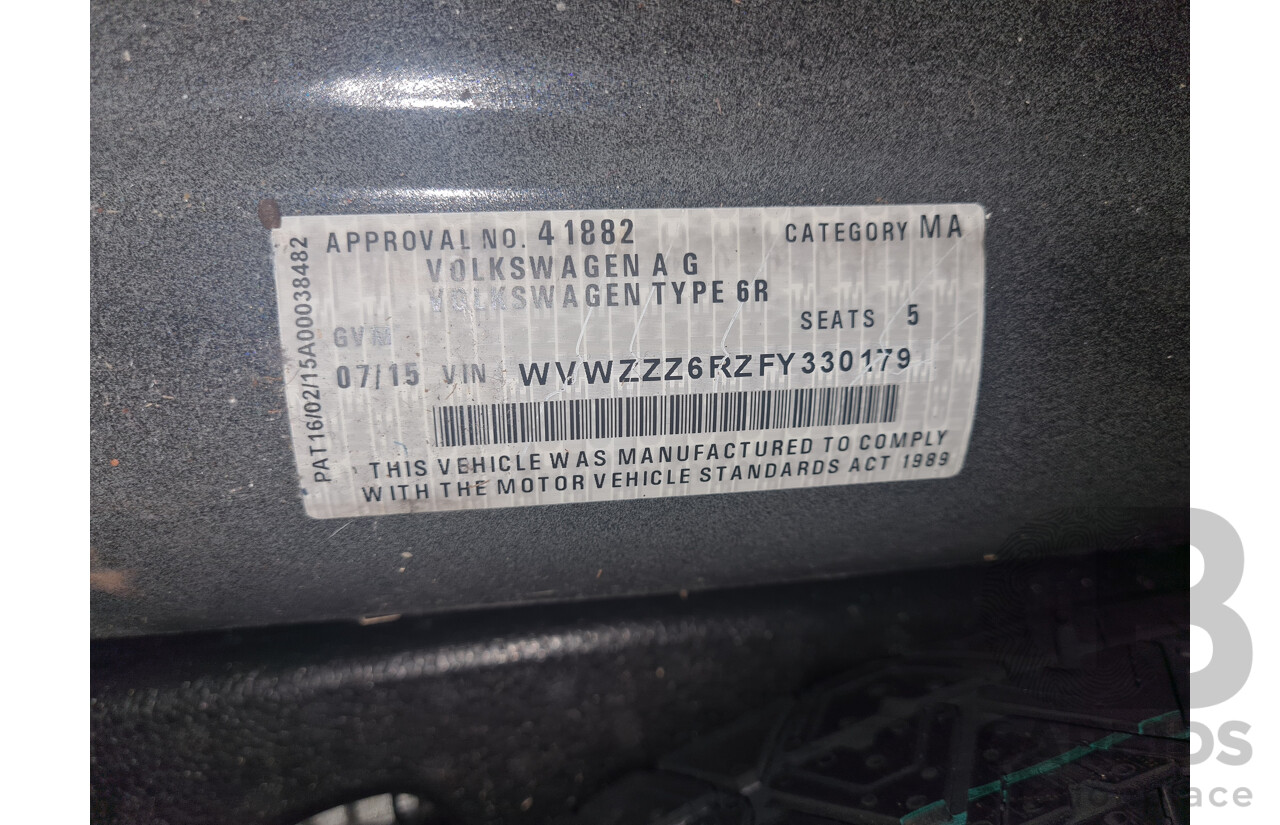 APPROVAL NO. 41882 CATEGORY MA
VOLKSWAGEN AG
VOLKSWAGEN TYPE 6R
SEATS 5
GVM
07/15 VIN WVWZZZ6RZFY330179
THIS VEHICLE WAS MANUFACTURED TO COMPLY
WITH THE MOTOR VEHICLE STANDARDS ACT 1989
PAT16/02/15A00038482